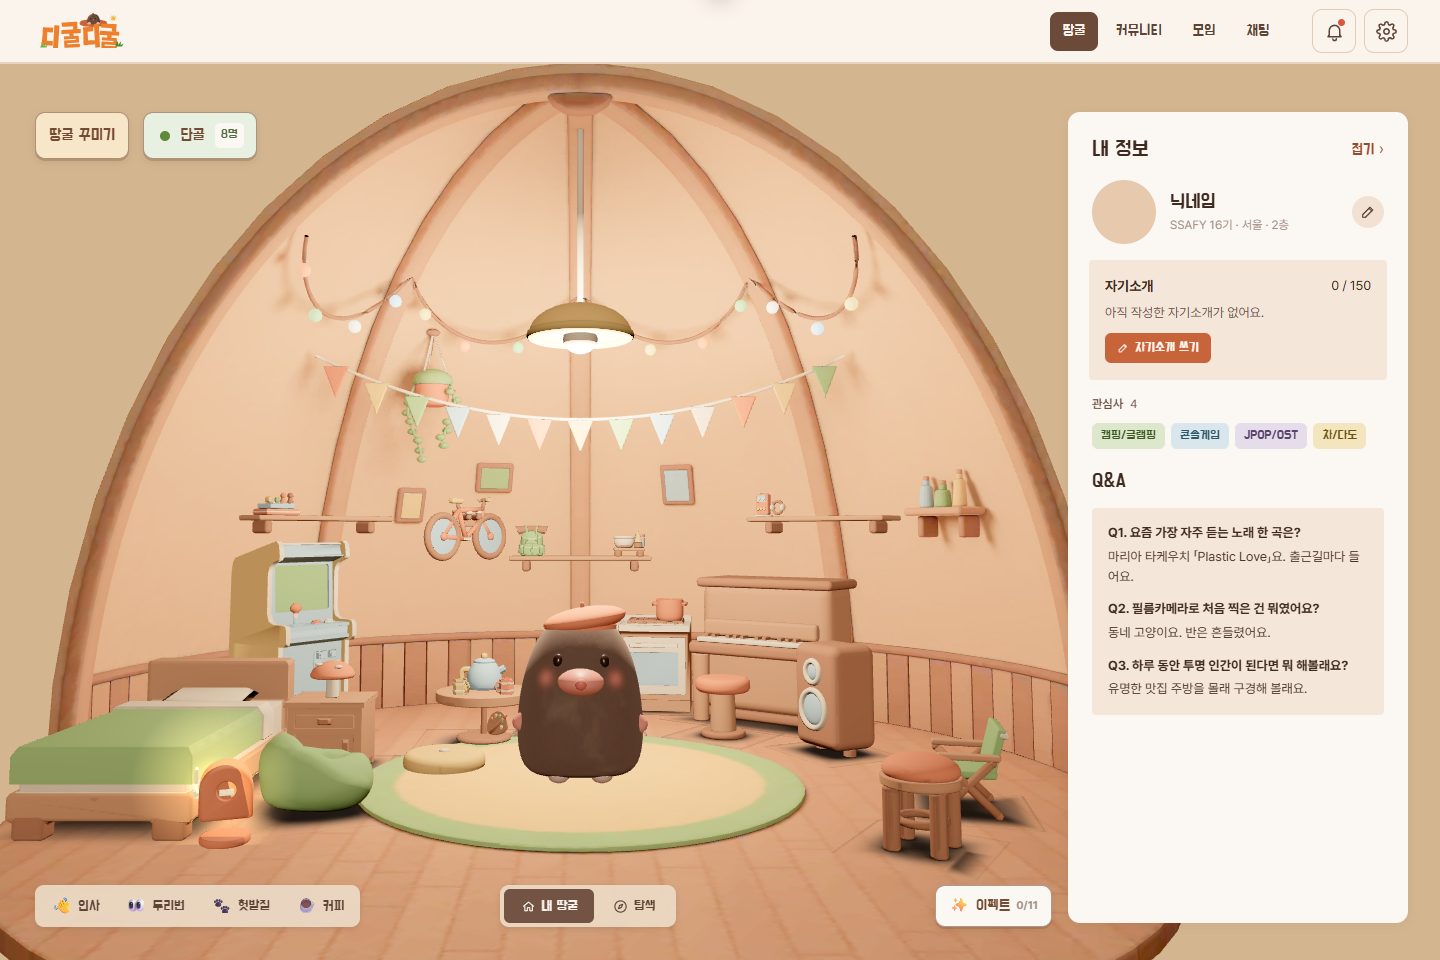 디굴디굴
땅굴
커뮤니티
모임
채팅
땅굴 꾸미기
단골 8명
내 정보
접기 ›
닉네임
SSAFY 16기 · 서울 · 2층
자기소개
0 / 150
아직 작성한 자기소개가 없어요.
자기소개 쓰기
관심사 4
캠핑/글램핑
콘솔게임
JPOP/OST
차/다도
Q&A
Q1. 요즘 가장 자주 듣는 노래 한 곡은?
마리아 타케우치 「Plastic Love」요. 출근길마다 들
어요.
Q2. 필름카메라로 처음 찍은 건 뭐였어요?
동네 고양이요. 반은 흔들렸어요.
Q3. 하루 동안 투명 인간이 된다면 뭐 해볼래요?
유명한 맛집 주방을 몰래 구경해 볼래요.
인사
두리번
헛발질
커피
내 땅굴
탐색
이펙트 0/11